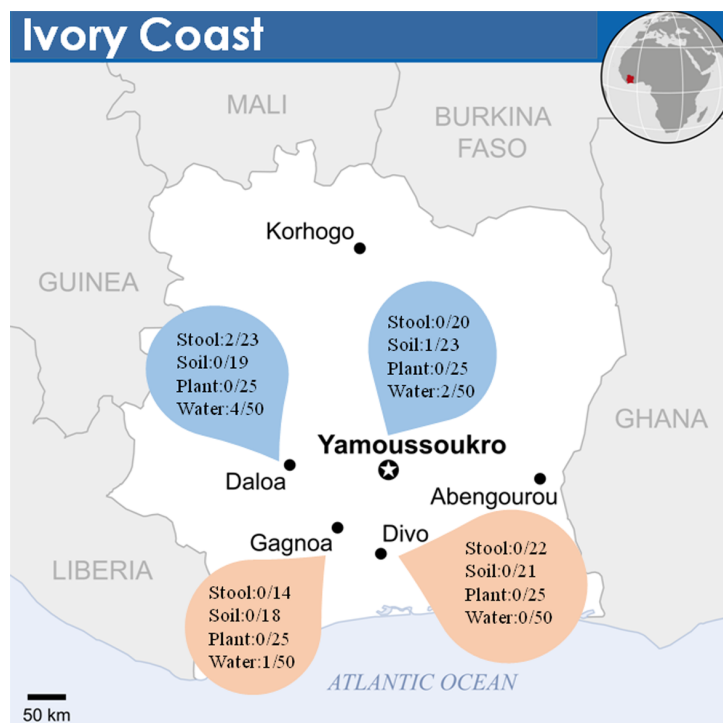 Ivory Coast
MALI
BURKINA
FASO
Korhogo
GUINEA
Stool:2/23
Soil:0/19
Plant:0/25
Water:4/50
Stool:0/20
Soil:1/23
Plant:0/25
Water:2/50
GHANA
Yamoussoukro
Daloa
Abengourou
Gagnoa
Divo
LIBERIA
Stool:0/14
Soil:0/18
Plant:0/25
Water:1/50
Stool:0/22
Soil:0/21
Plant:0/25
Water:0/50
ATLANTIC OCEAN
50 km